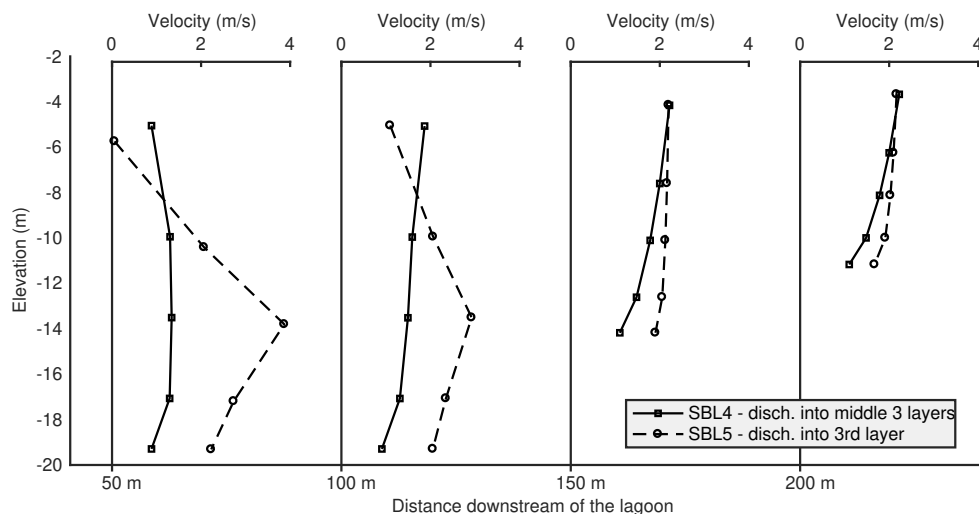 Velocity (m/s) Velocity (m/s) Velocity (m/s) Velocity (m/s)
0 2 4 0 2 4 0 2 4 0 2 4
-2
-4
-6
-8
-10
-12
-14
-16
-18
-20
Elevation (m)
SBL4 - disch. into middle 3 layers
SBL5 - disch. into 3rd layer
50 m 100 m 150 m 200 m
Distance downstream of the lagoon